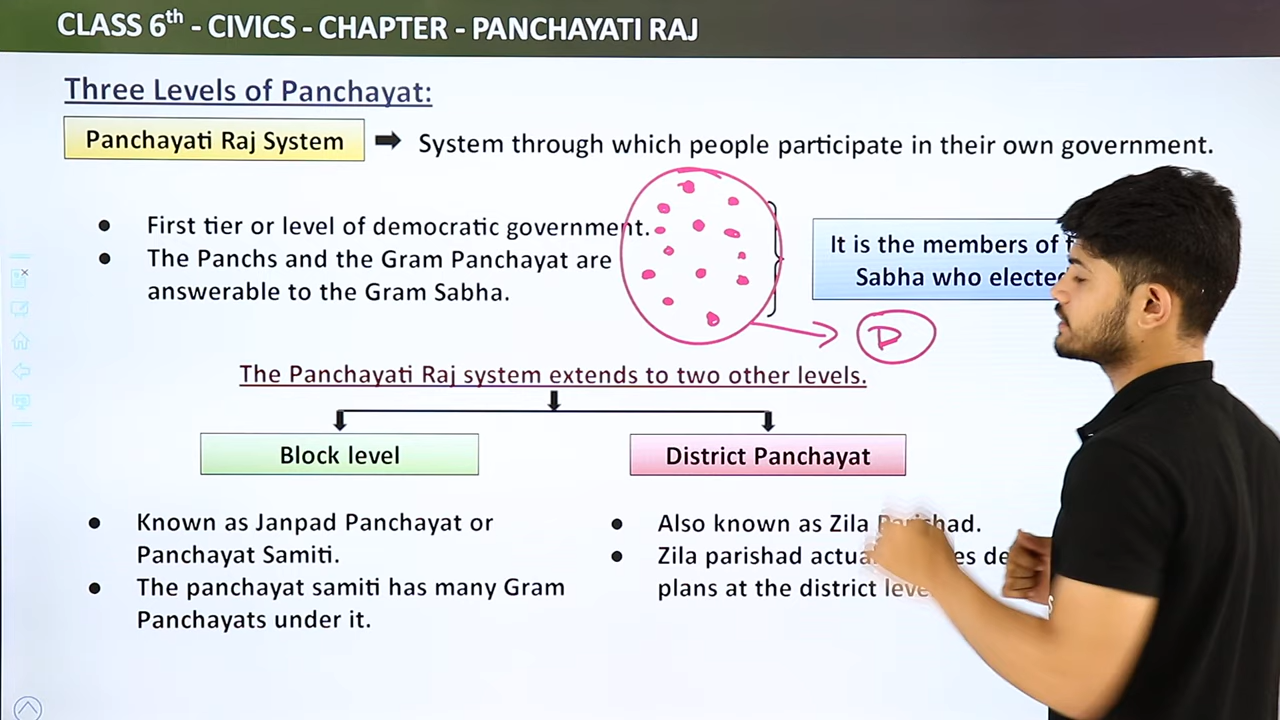 CLASS 6th - CIVICS - CHAPTER - PANCHAYATI RAJ
Three Levels of Panchayat:
Panchayati Raj System
System through which people participate in their own government.
● First tier or level of democratic government.
● The Panchs and the Gram Panchayat are
answerable to the Gram Sabha.
It is the members of
Sabha who elected
D
The Panchayati Raj system extends to two other levels.
Block level
District Panchayat
● Known as Janpad Panchayat or
Panchayat Samiti.
● The panchayat samiti has many Gram
Panchayats under it.
● Also known as Zila Parishad.
● Zila parishad
plans at the district